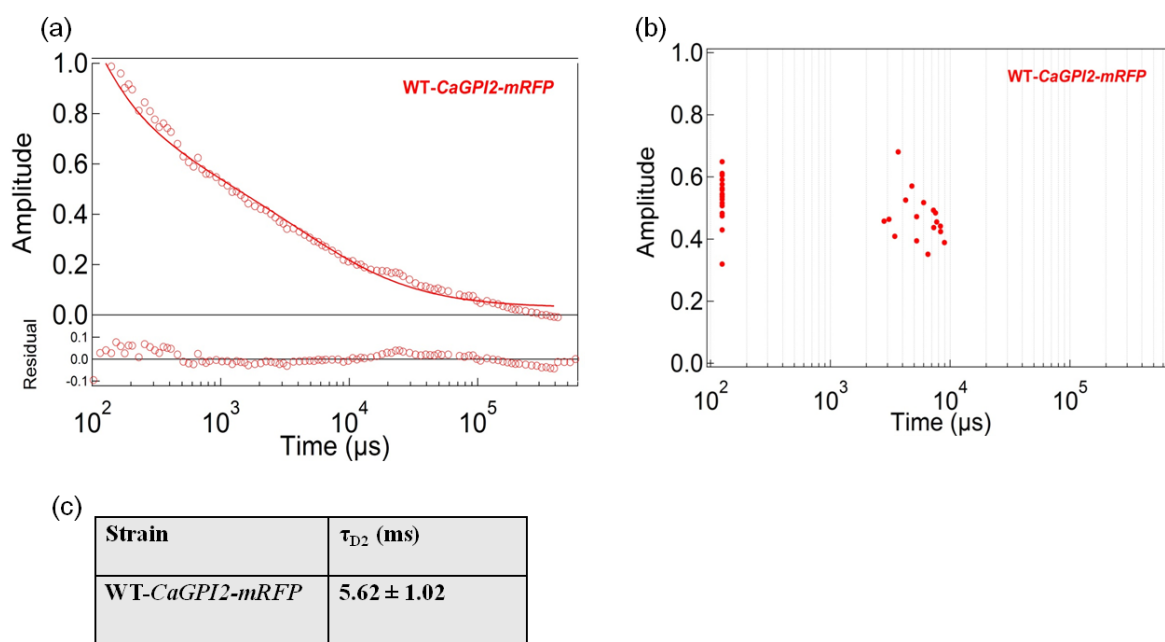 (a)
WT-CaGPI2-mRFP
1.0
0.8
0.6
0.4
0.2
0.0
Amplitude
0.1
0.0
-0.1
Residual
10² 10³ 10⁴ 10⁵
Time (µs)
(b)
WT-CaGPI2-mRFP
1.0
0.8
0.6
0.4
0.2
0.0
Amplitude
10² 10³ 10⁴ 10⁵
Time (µs)
(c)
Strain τD2 (ms)
WT-CaGPI2-mRFP 5.62 ± 1.02